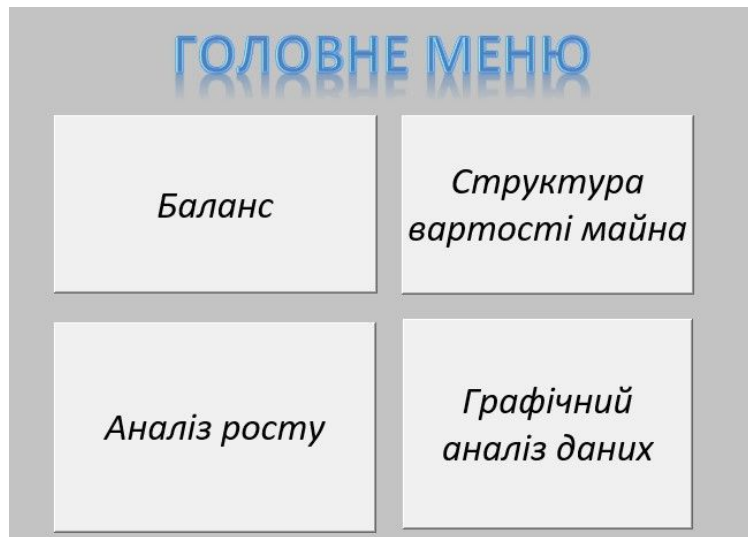 ГОЛОВНЕ МЕНЮ
Баланс
Структура
вартості майна
Аналіз росту
Графічний
аналіз даних